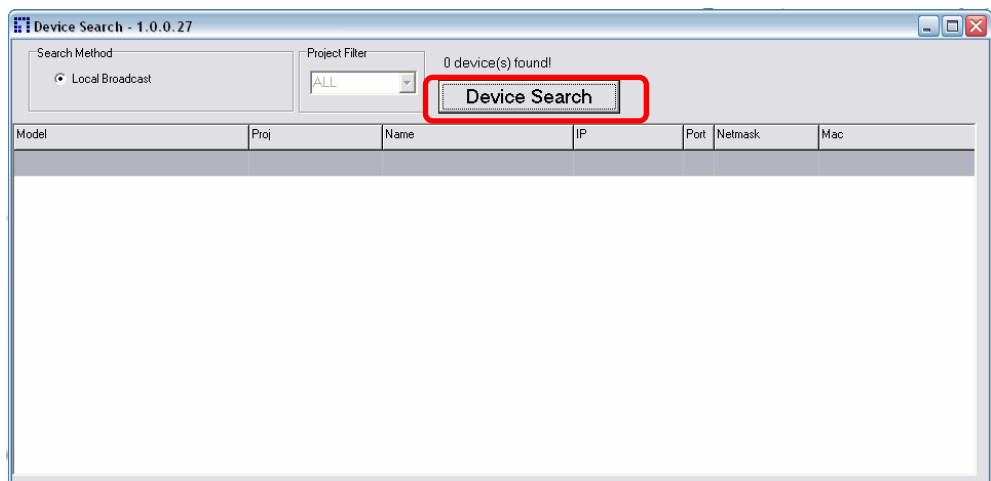 Device Search - 1.0.0.27
Search Method
Local Broadcast
Project Filter
ALL
0 device(s) found!
Device Search
Model Proj Name IP Port Netmask Mac